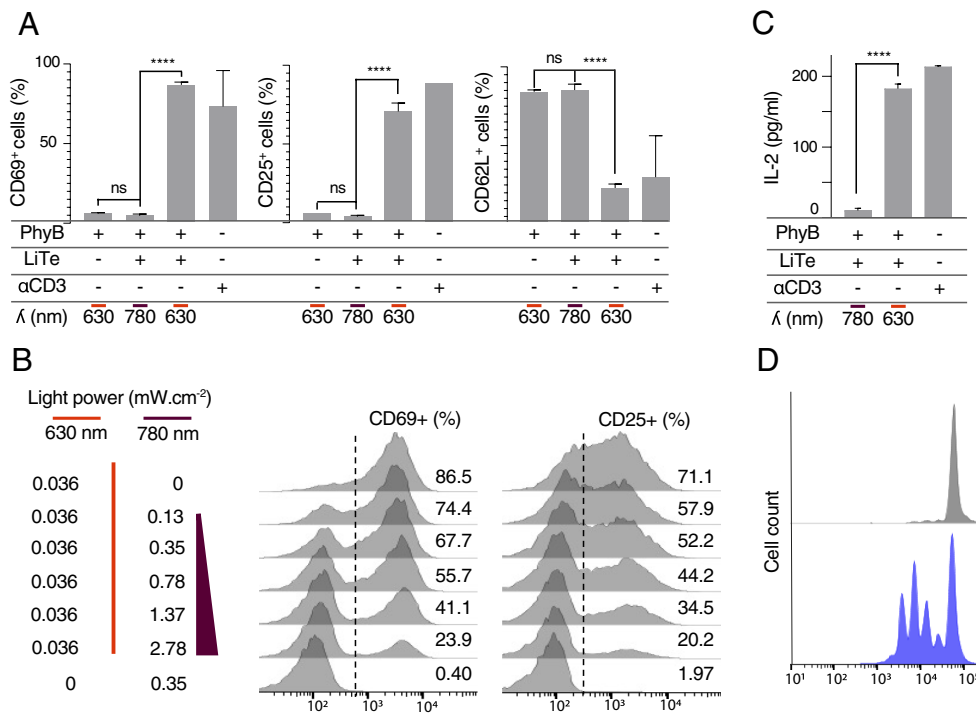 A
CD69⁺ cells (%)
100
50
ns
****
CD25⁺ cells (%)
ns
****
CD62L⁺ cells (%)
ns
****
PhyB + + + - + + + - + + + -
LiTe - + + - - + + - - + + -
αCD3 - - - + - - - + - - - +
ʎ (nm) 630 780 630 630 780 630 630 780 630
C
IL-2 (pg/ml)
200
100
0
****
PhyB + + -
LiTe + + -
αCD3 - - +
ʎ (nm) 780 630
B
Light power (mW.cm⁻²)
630 nm 780 nm
0.036 0
0.036 0.13
0.036 0.35
0.036 0.78
0.036 1.37
0.036 2.78
0 0.35
CD69+ (%)
86.5
74.4
67.7
55.7
41.1
23.9
0.40
10² 10³ 10⁴
CD25+ (%)
71.1
57.9
52.2
44.2
34.5
20.2
1.97
10² 10³ 10⁴
D
Cell count
10¹ 10² 10³ 10⁴ 10⁵